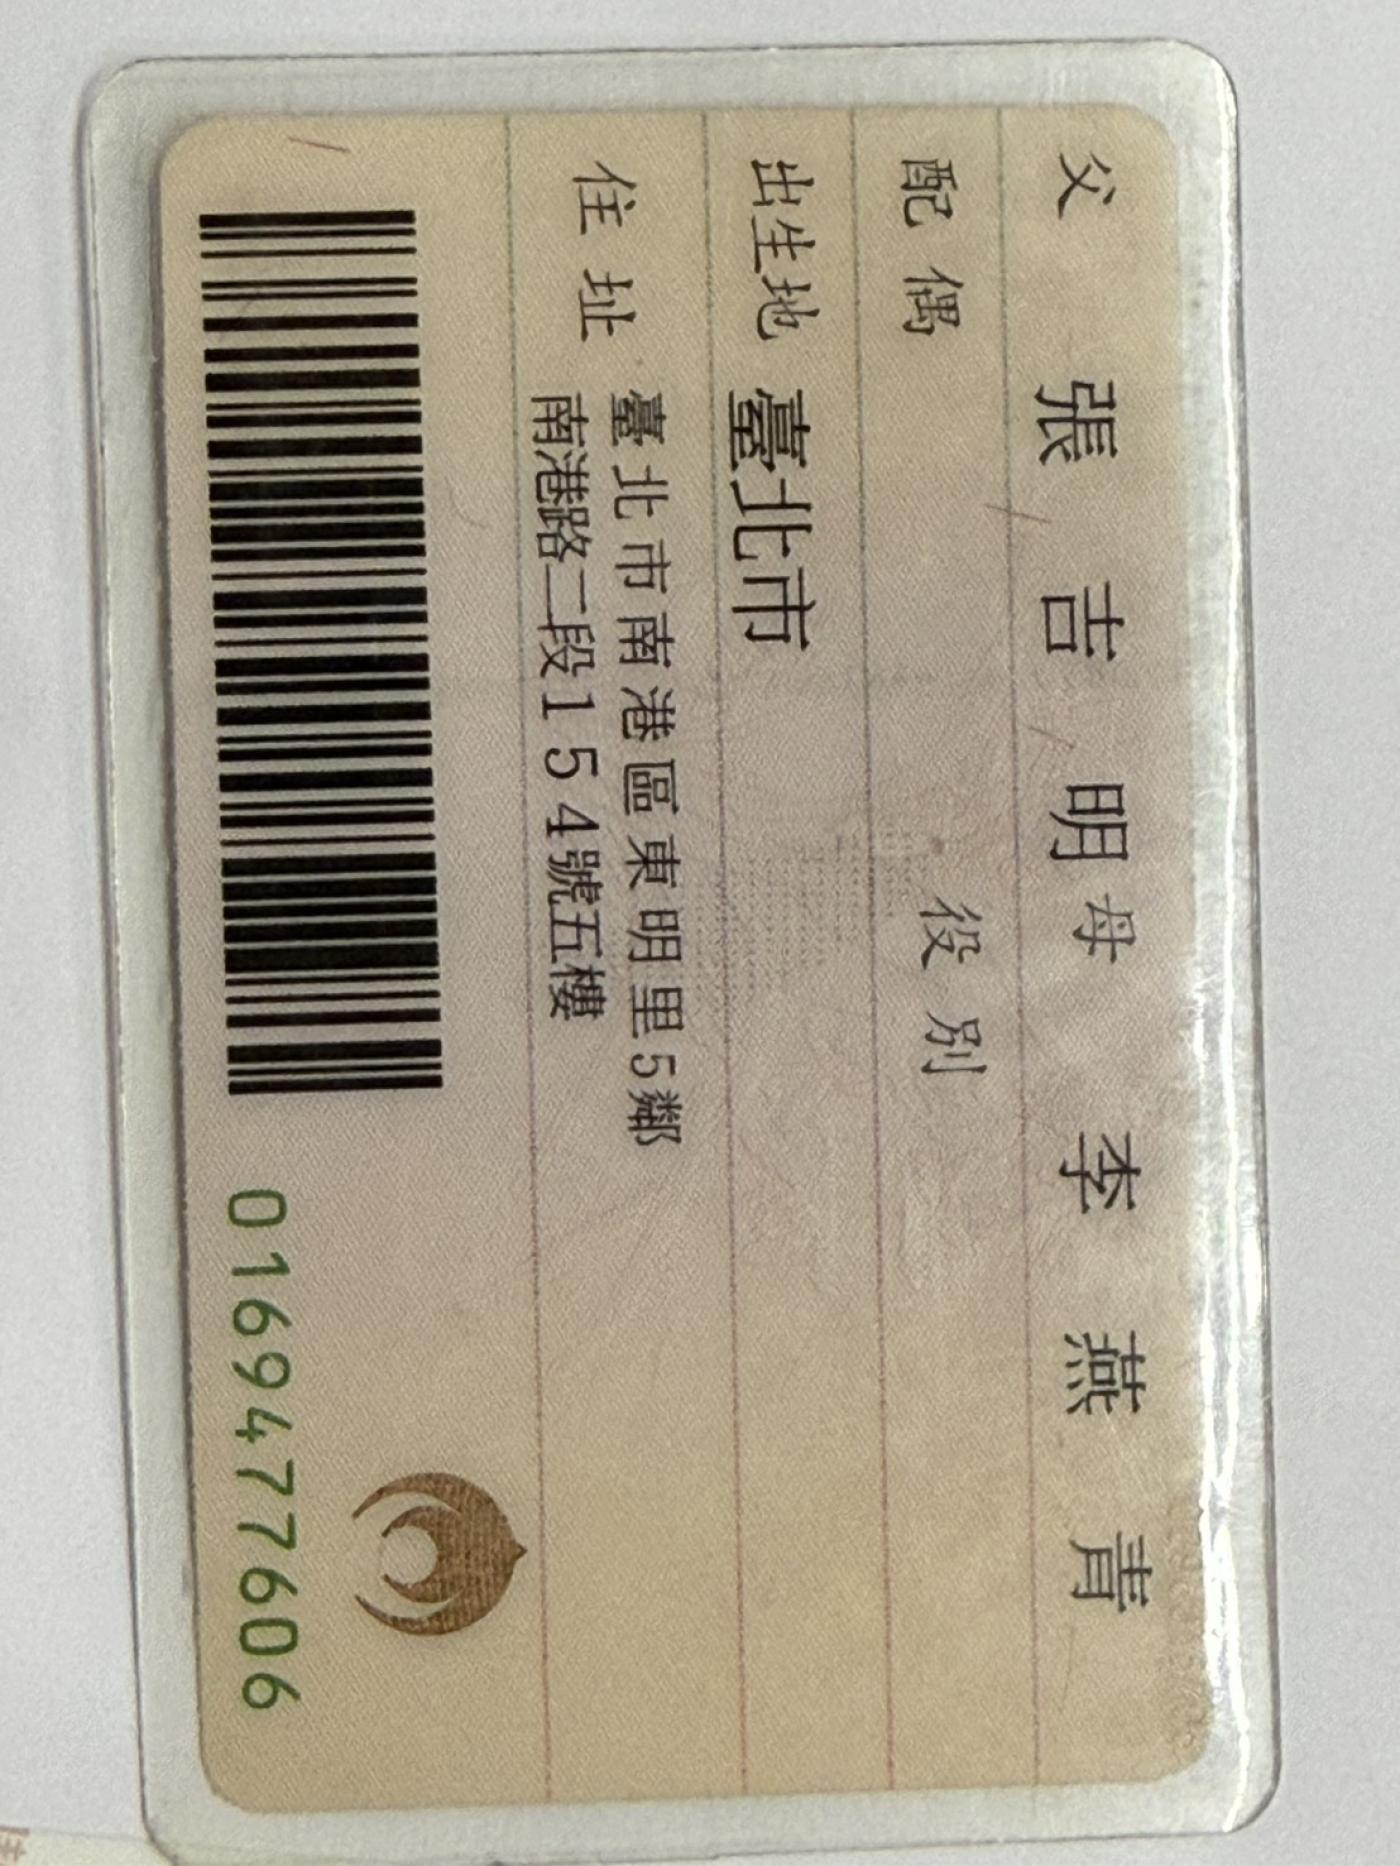 父 張吉明 母 李燕青
配偶 役別
出生地 臺北市
住址 臺北市南港區東明里5鄰
南港路二段154號五樓
0169477606